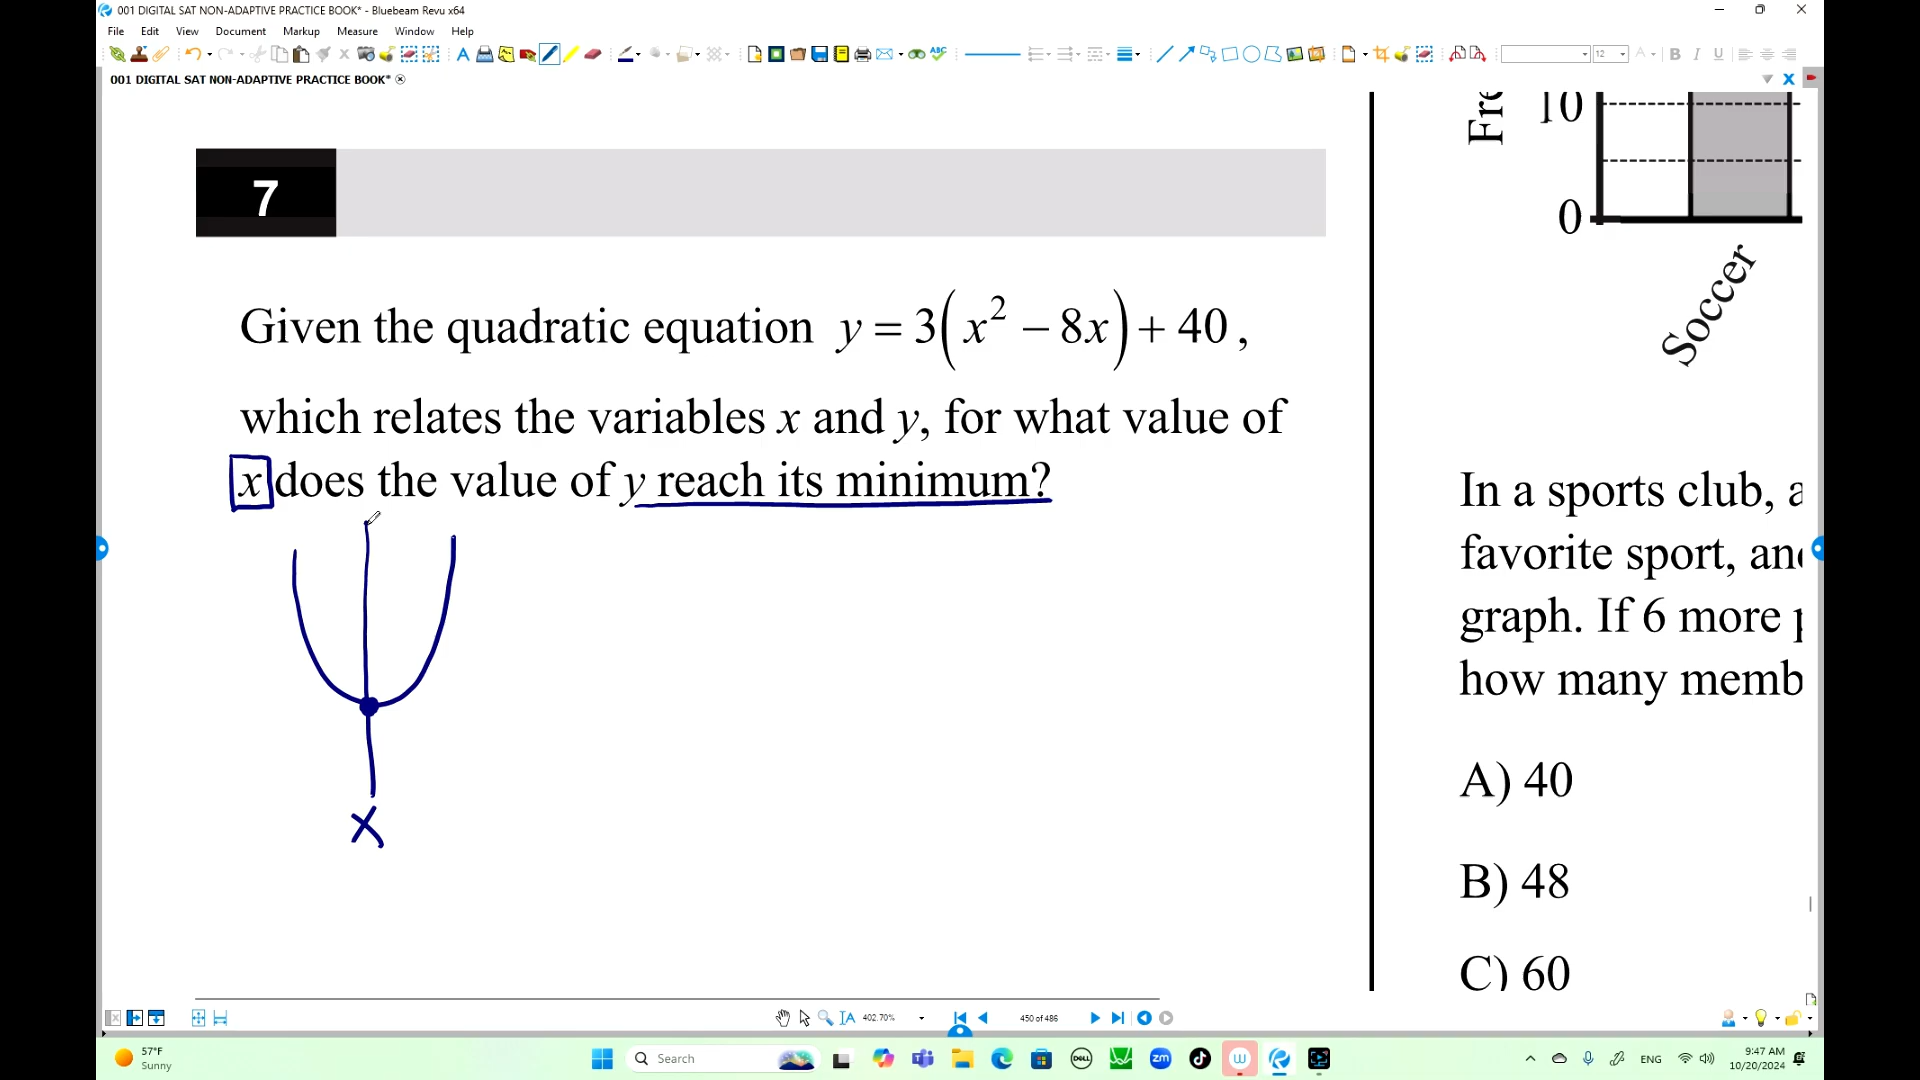 001 DIGITAL SAT NON-ADAPTIVE PRACTICE BOOK* - Bluebeam Revu x64
File Edit View Document Markup Measure Window Help
12
001 DIGITAL SAT NON-ADAPTIVE PRACTICE BOOK*
7
Given the quadratic equation y = 3(x² − 8x) + 40,
which relates the variables x and y, for what value of
x does the value of y reach its minimum?
x
Fre
10
0
Soccer
In a sports club, a
favorite sport, and
graph. If 6 more p
how many memb
A) 40
B) 48
C) 60
402.70%
450 of 486
57°F
Sunny
Search
ENG
9:47 AM
10/20/2024